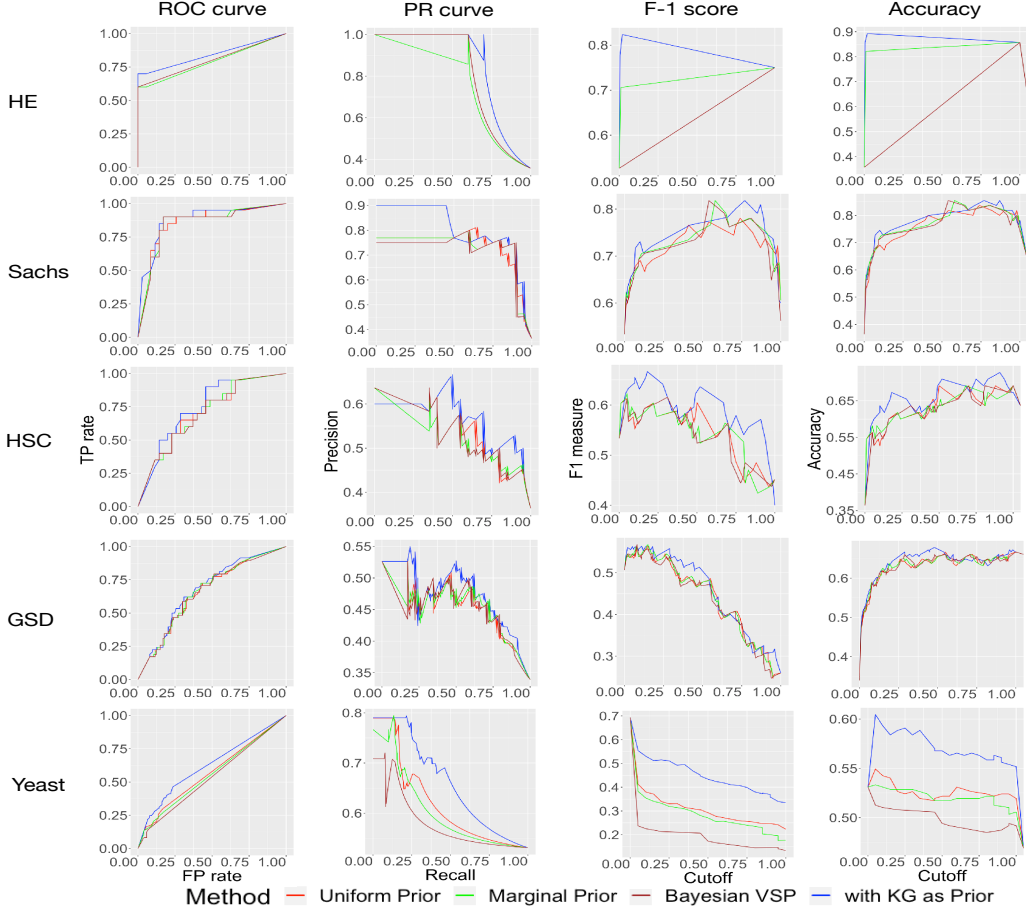 ROC curve PR curve F-1 score Accuracy
HE
1.00
0.75
0.50
0.25
0.00
0.00 0.25 0.50 0.75 1.00
1.0
0.8
0.6
0.4
0.00 0.25 0.50 0.75 1.00
0.8
0.7
0.6
0.00 0.25 0.50 0.75 1.00
0.9
0.8
0.7
0.6
0.5
0.4
0.00 0.25 0.50 0.75 1.00
Sachs
1.00
0.75
0.50
0.25
0.00
0.00 0.25 0.50 0.75 1.00
0.9
0.8
0.7
0.6
0.5
0.4
0.00 0.25 0.50 0.75 1.00
0.8
0.7
0.6
0.00 0.25 0.50 0.75 1.00
0.8
0.7
0.6
0.5
0.4
0.00 0.25 0.50 0.75 1.00
HSC
TP rate
1.00
0.75
0.50
0.25
0.00
0.00 0.25 0.50 0.75 1.00
Precision
0.6
0.5
0.4
0.00 0.25 0.50 0.75 1.00
F1 measure
0.6
0.5
0.4
0.00 0.25 0.50 0.75 1.00
Accuracy
0.65
0.55
0.45
0.35
0.00 0.25 0.50 0.75 1.00
GSD
1.00
0.75
0.50
0.25
0.00
0.00 0.25 0.50 0.75 1.00
0.55
0.50
0.45
0.40
0.35
0.00 0.25 0.50 0.75 1.00
0.5
0.4
0.3
0.00 0.25 0.50 0.75 1.00
0.6
0.5
0.4
0.00 0.25 0.50 0.75 1.00
Yeast
1.00
0.75
0.50
0.25
0.00
0.00 0.25 0.50 0.75 1.00
FP rate
0.8
0.7
0.6
0.00 0.25 0.50 0.75 1.00
Recall
0.7
0.6
0.5
0.4
0.3
0.2
0.00 0.25 0.50 0.75 1.00
Cutoff
0.60
0.55
0.50
0.00 0.25 0.50 0.75 1.00
Cutoff
Method Uniform Prior Marginal Prior Bayesian VSP with KG as Prior